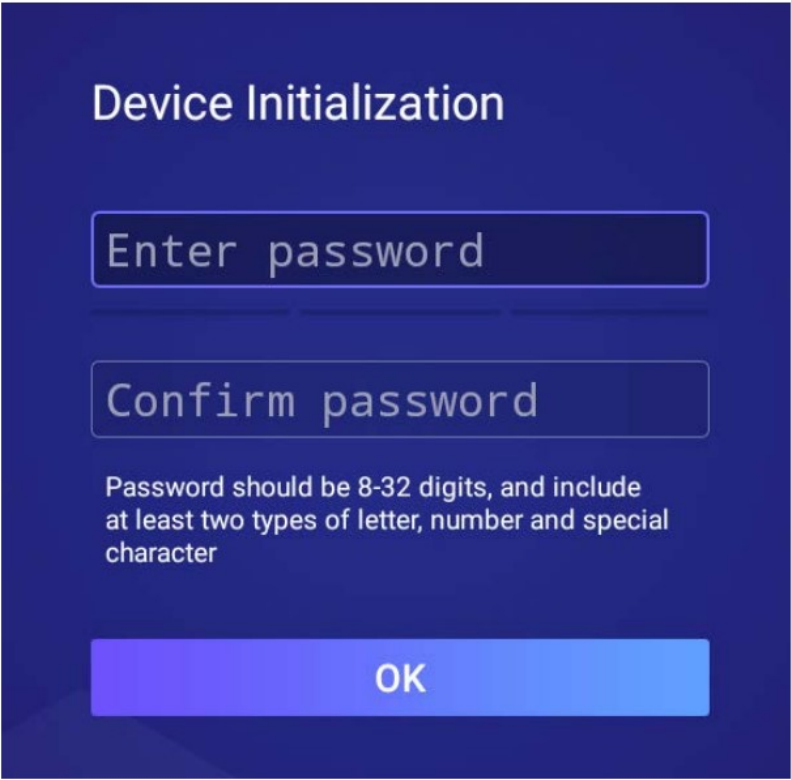 Device Initialization
Enter password
Confirm password
Password should be 8-32 digits, and include
at least two types of letter, number and special
character
OK